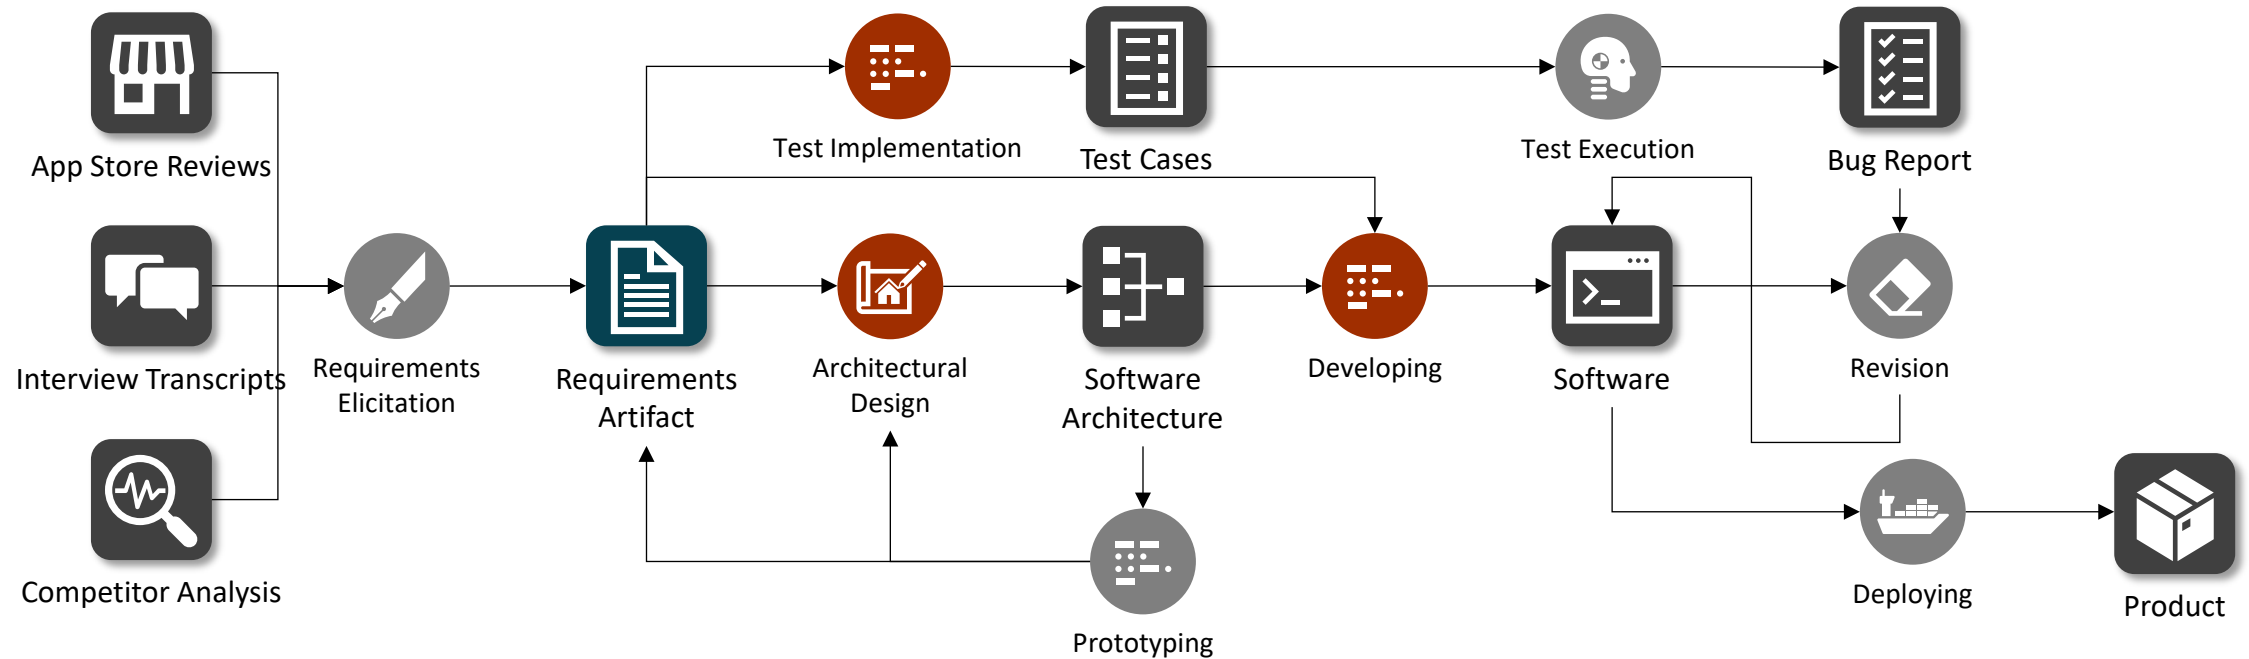 App Store Reviews
Interview Transcripts
Competitor Analysis
Requirements
Elicitation
Requirements
Artifact
Test Implementation
Test Cases
Architectural
Design
Software
Architecture
Prototyping
Developing
Test Execution
Bug Report
Software
Revision
Deploying
Product